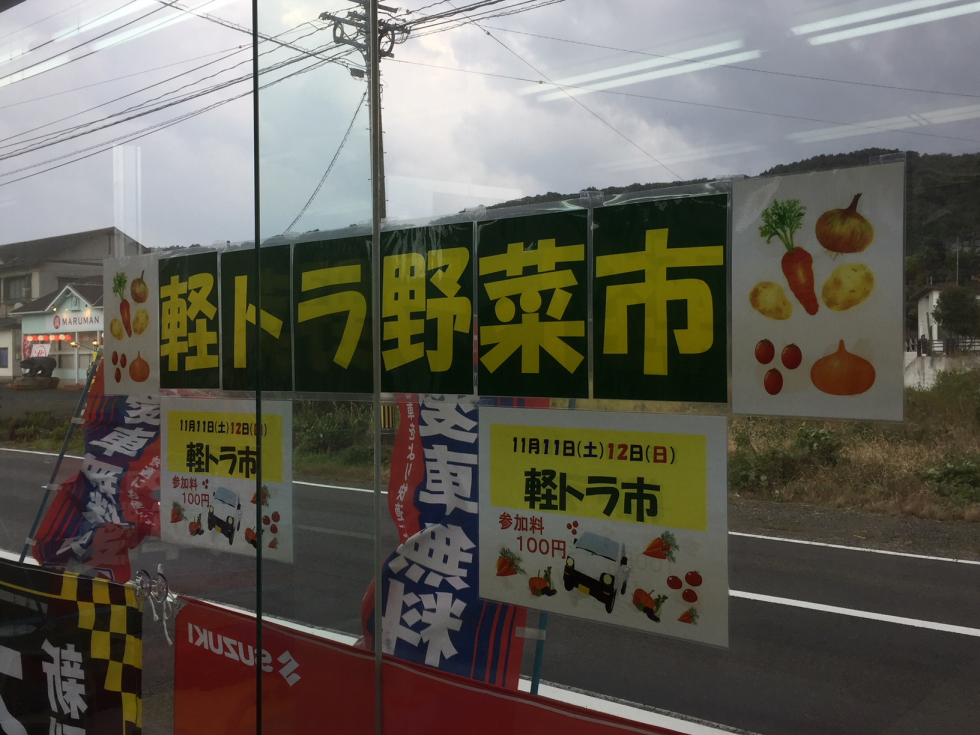 軽トラ野菜市
MARUMAN
11月11日(土)12日(日)
軽トラ市
参加料
100円
11月11日(土)12日(日)
軽トラ市
参加料
100円
無料
SUZUKI
新